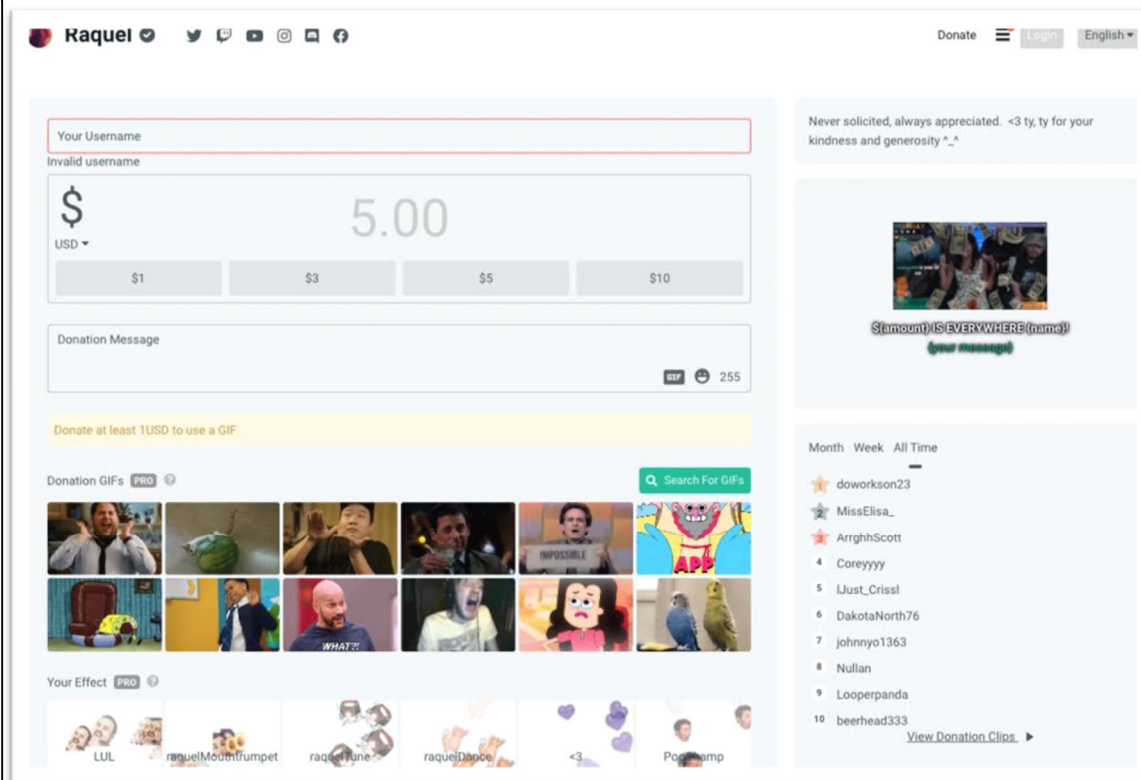 Raquel
Donate
Login
English
Your Username
Invalid username
$
5.00
USD
$1
$3
$5
$10
Donation Message
GIF
255
Donate at least 1USD to use a GIF
Donation GIFs PRO
Search For GIFs
IMPOSSIBLE
APP
WHAT?!
Your Effect PRO
LUL
raquelMouthtrumpet
raquelTune
raquelDance
<3
PogChamp
Never solicited, always appreciated. <3 ty, ty for your
kindness and generosity ^_^
${amount} IS EVERYWHERE {name}!
{your message}
Month Week All Time
1 doworkson23
2 MissElisa_
3 ArrghhScott
4 Coreyyyy
5 IJust_Crissl
6 DakotaNorth76
7 johnnyo1363
8 Nullan
9 Looperpanda
10 beerhead333
View Donation Clips